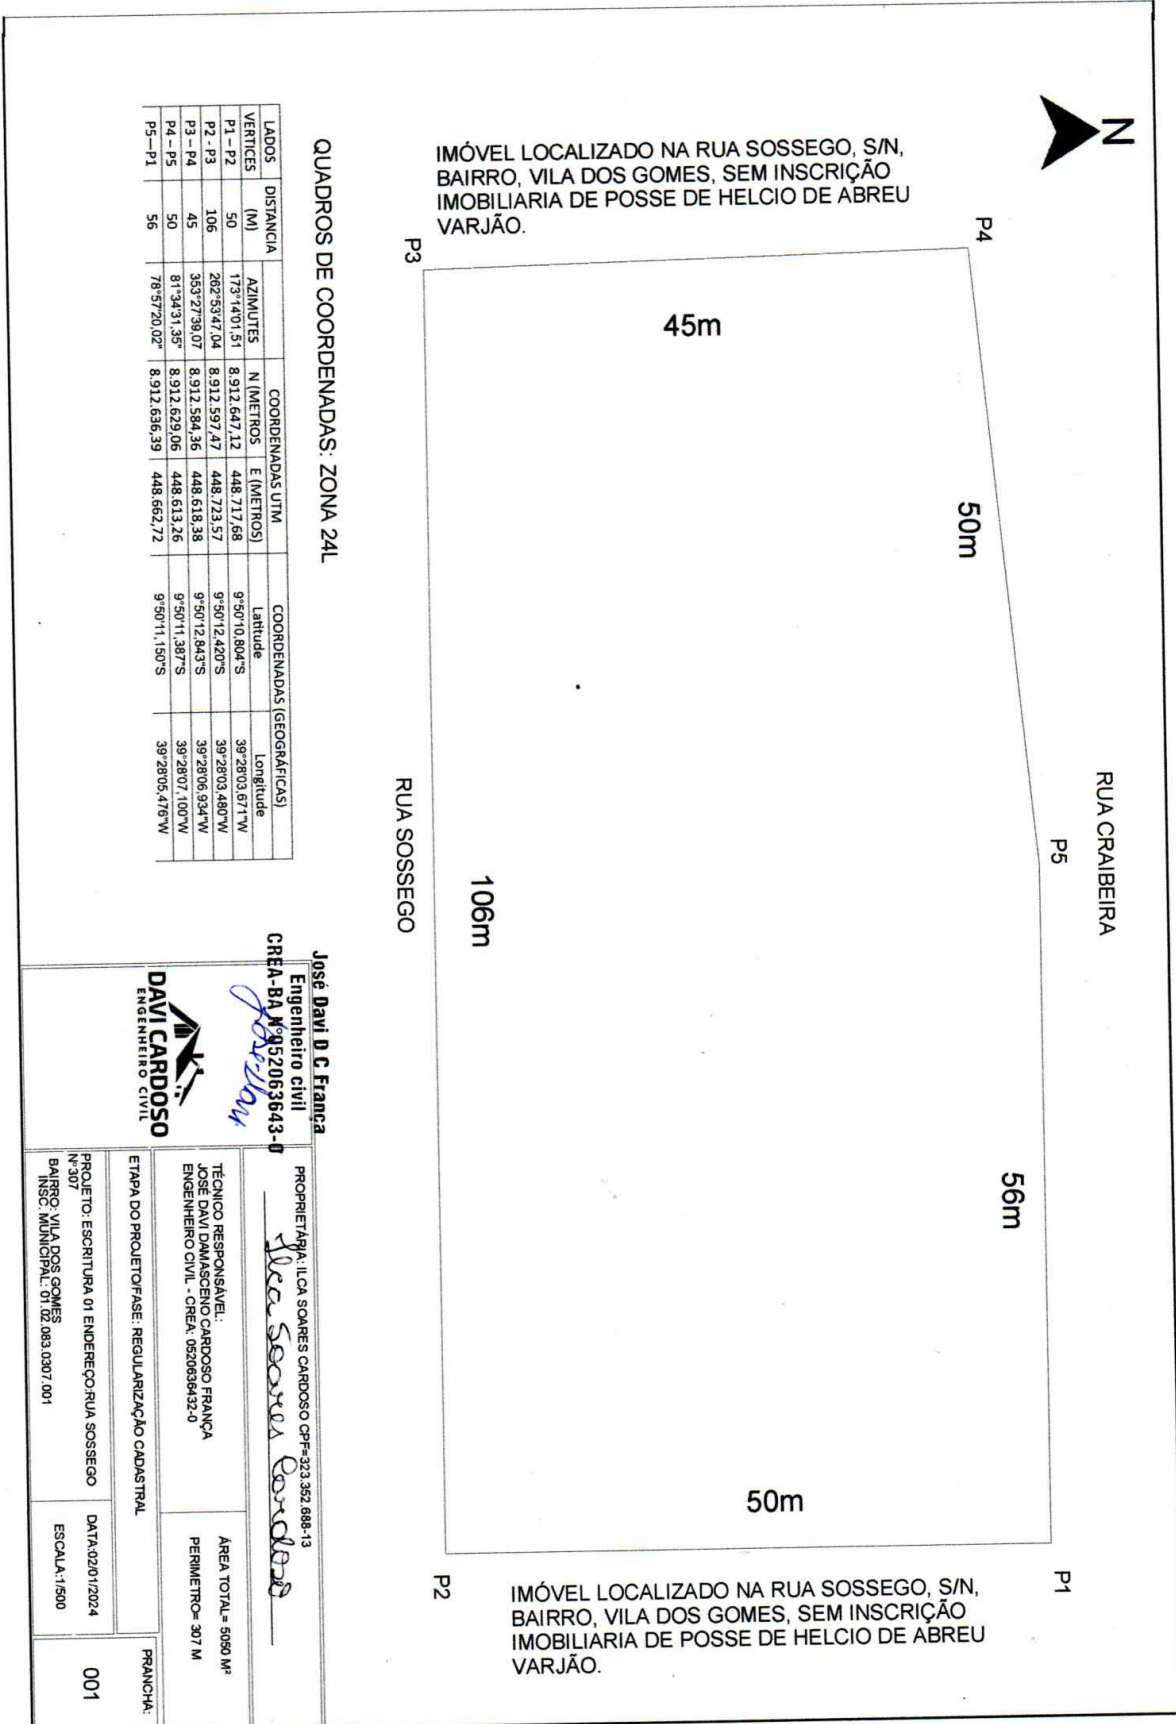 N
IMÓVEL LOCALIZADO NA RUA SOSSEGO, S/N,
BAIRRO, VILA DOS GOMES, SEM INSCRIÇÃO
IMOBILIARIA DE POSSE DE HELCIO DE ABREU
VARJÃO.
P4
P3
45m
50m
RUA CRAIBEIRA
P5
106m
RUA SOSSEGO
56m
50m
P1
P2
IMÓVEL LOCALIZADO NA RUA SOSSEGO, S/N,
BAIRRO, VILA DOS GOMES, SEM INSCRIÇÃO
IMOBILIARIA DE POSSE DE HELCIO DE ABREU
VARJÃO.
QUADROS DE COORDENADAS: ZONA 24L
LADOS DISTANCIA COORDENADAS UTM COORDENADAS (GEOGRÁFICAS)
VERTICES (M) AZIMUTES N (METROS E (METROS) Latitude Longitude
P1 – P2 50 173°14'01,51 8.912.647,12 448.717,68 9°50'10,804"S 39°28'03,671"W
P2 - P3 106 262°53'47,04 8.912.597,47 448.723,57 9°50'12,420"S 39°28'03,480"W
P3 – P4 45 353°27'39,07 8.912.584,36 448.618,38 9°50'12,843"S 39°28'06,934"W
P4 – P5 50 81°34'31,35" 8.912.629,06 448.613,26 9°50'11,387"S 39°28'07,100"W
P5—P1 56 78°57'20,02" 8.912.636,39 448.662,72 9°50'11,150"S 39°28'05,476"W
José Davi D C França
Engenheiro civil
CREA-BA Nº052063643-0
DAVI CARDOSO
ENGENHEIRO CIVIL
PROPRIETÁRIA: ILCA SOARES CARDOSO CPF=323.352.688-13
Ilca Soares Cardoso
TÉCNICO RESPONSÁVEL:
JOSÉ DAVI DAMASCENO CARDOSO FRANÇA
ENGENHEIRO CIVIL - CREA: 0520636432-0
ÁREA TOTAL= 5050 M²
PERIMETRO= 307 M
ETAPA DO PROJETO/FASE: REGULARIZAÇÃO CADASTRAL
PROJETO: ESCRITURA 01 ENDEREÇO:RUA SOSSEGO
Nº307
BAIRRO: VILA DOS GOMES
INSC. MUNICIPAL: 01.02.083.0307.001
DATA:02/01/2024
ESCALA:1/500
PRANCHA:
001